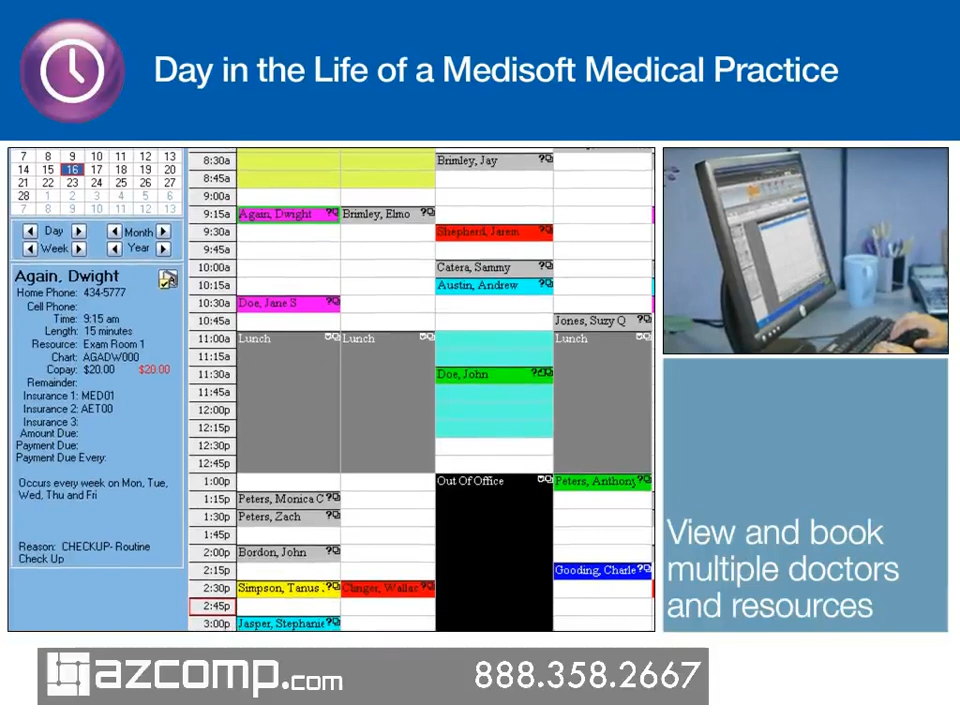 Day in the Life of a Medisoft Medical Practice
7 8 9 10 11 12 13
14 15 16 17 18 19 20
21 22 23 24 25 26 27
28 1 2 3 4 5 6
7 8 9 10 11 12 13
Day Month
Week Year
Again, Dwight
Home Phone: 434-5777
Cell Phone:
Time: 9:15 am
Length: 15 minutes
Resource: Exam Room 1
Chart: AGADW000
Copay: $20.00 $20.00
Remainder:
Insurance 1: MED01
Insurance 2: AET00
Insurance 3:
Amount Due:
Payment Due:
Payment Due Every:
Occurs every week on Mon, Tue,
Wed, Thu and Fri
Reason: CHECKUP- Routine
Check Up
8:30a Brimley, Jay
8:45a
9:00a
9:15a Again, Dwight Brimley, Elmo
9:30a Shepherd, Jarem
9:45a
10:00a Catera, Sammy
10:15a Austin, Andrew
10:30a Doe, Jane S
10:45a Jones, Suzy Q
11:00a Lunch Lunch Lunch
11:15a
11:30a Doe, John
11:45a
12:00p
12:15p
12:30p
12:45p
1:00p Out Of Office Peters, Anthony
1:15p Peters, Monica C
1:30p Peters, Zach
1:45p
2:00p Bordon, John
2:15p Gooding, Charle
2:30p Simpson, Tanus . Clinger, Wallac
2:45p
3:00p Jasper, Stephanie
View and book
multiple doctors
and resources
azcomp.com 888.358.2667